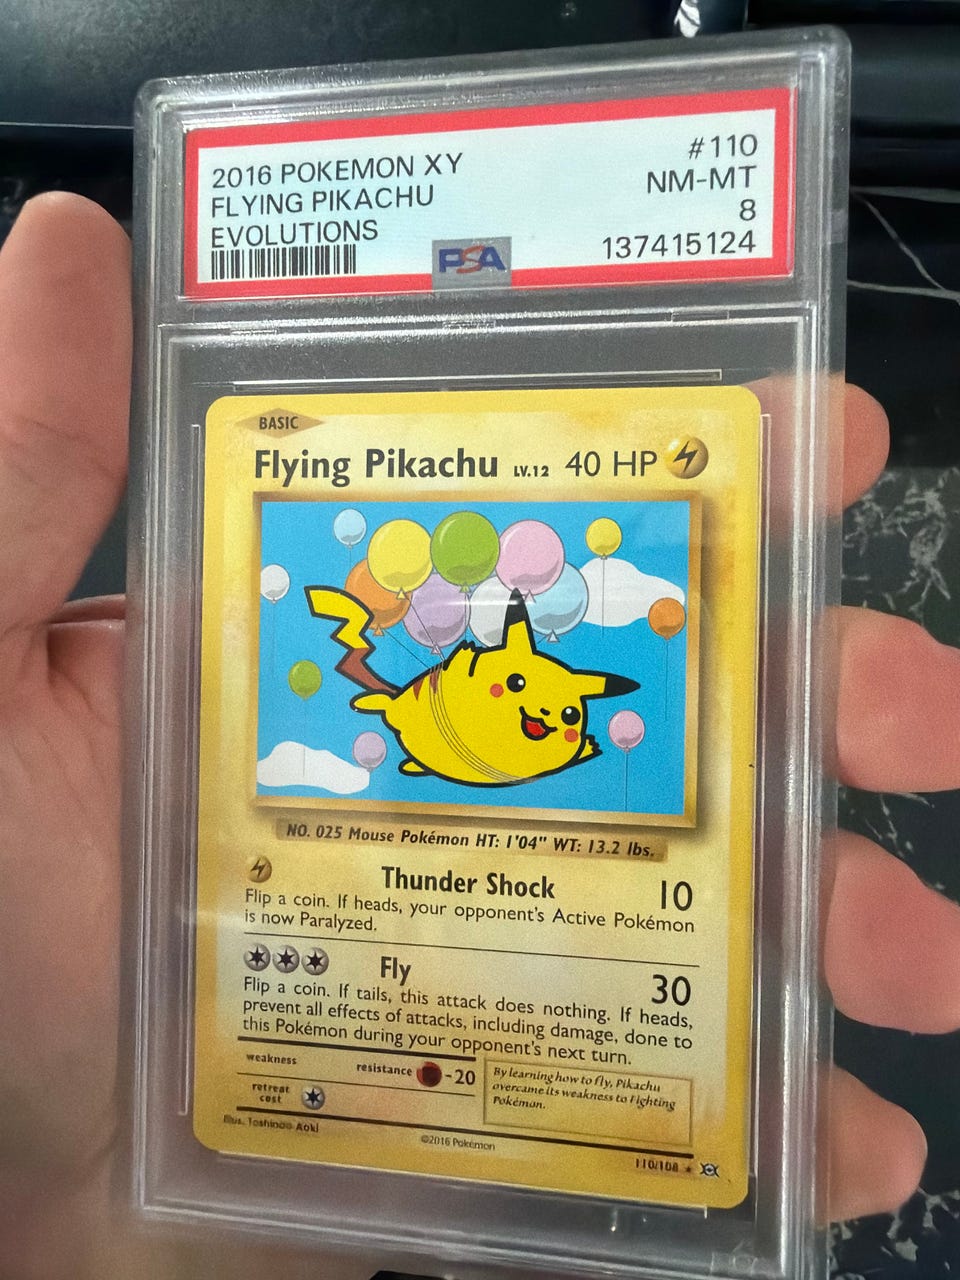 2016 POKEMON XY #110
FLYING PIKACHU NM-MT
EVOLUTIONS 8
PSA 137415124
BASIC
Flying Pikachu LV.12 40 HP
NO. 025 Mouse Pokémon HT: 1'04" WT: 13.2 lbs.
Thunder Shock 10
Flip a coin. If heads, your opponent's Active Pokémon
is now Paralyzed.
Fly 30
Flip a coin. If tails, this attack does nothing. If heads,
prevent all effects of attacks, including damage, done to
this Pokémon during your opponent's next turn.
weakness resistance -20
retreat
cost
By learning how to fly, Pikachu
overcame its weakness to Fighting
Pokémon.
Illus. Toshinao Aoki
©2016 Pokémon
110/108